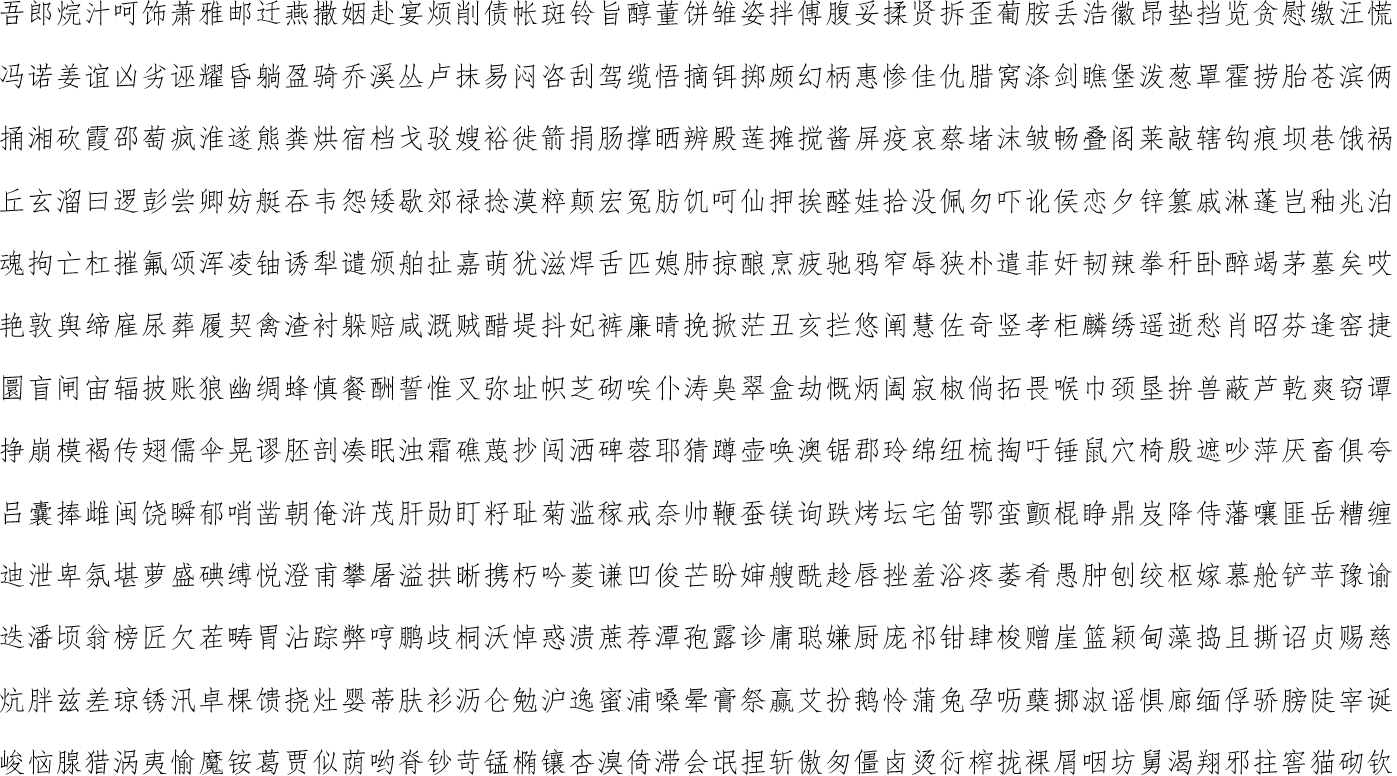 吾郎烷汁呵饰萧雅邮迁燕撒姻赴宴烦削债帐斑铃旨醇董饼雏姿拌傅腹妥揉贤拆歪葡胺丢浩徽昂垫挡览贪慰缴汪慌
冯诺姜谊凶劣诬耀昏躺盈骑乔溪丛卢抹易闷咨刮驾缆悟摘铒掷颇幻柄惠惨佳仇腊窝涤剑瞧堡泼葱罩霍捞胎苍滨俩
捅湘砍霞邵萄疯淮遂熊粪烘宿档戈驳嫂裕徙箭捐肠撑晒辨殿莲摊搅酱屏疫哀蔡堵沫皱畅叠阁莱敲辖钩痕坝巷饿祸
丘玄溜曰逻彭尝卿妨艇吞韦怨矮歇郊禄捻漠粹颠宏冤肪饥呵仙押挨醛娃拾没佩勿吓讹侯恋夕锌篡戚淋蓬岂釉兆泊
魂拘亡杠摧氟颂浑凌铀诱犁谴颁舶扯嘉萌犹滋焊舌匹媳肺掠酿烹疲驰鸦窄辱狭朴遣菲奸韧辣拳秆卧醉竭茅墓矣哎
艳敦舆缔雇尿葬履契禽渣衬躲赔咸溉贼醋堤抖妃裤廉晴挽掀茫丑亥拦悠阐慧佐奇竖孝柜麟绣遥逝愁肖昭芬逢窑捷
圜盲闸宙辐披账狼幽绸蜂慎餐酬誓惟叉弥址帜芝砌唉仆涛臭翠盒劫慨炳阖寂椒倘拓畏喉巾颈垦拚兽蔽芦乾爽窃谭
挣崩模褐传翅儒伞晃谬胚剖凑眠浊霜礁蔑抄闯洒碑蓉耶猜蹲壶唤澳锯郡玲绵纽梳掏吁锤鼠穴椅殷遮吵萍厌畜俱夸
吕囊捧雌闽饶瞬郁哨凿朝俺浒茂肝勋盯籽耻菊滥稼戒奈帅鞭蚕镁询跌烤坛宅笛鄂蛮颤棍睁鼎岌降侍藩嚷匪岳糟缠
迪泄卑氛堪萝盛碘缚悦澄甫攀屠溢拱晰携朽吟菱谦凹俊芒盼婶艘酰趁唇挫羞浴疼萎肴愚肿刨绞枢嫁慕舱铲苹豫谕
迭潘顷翁榜匠欠茬畴胃沾踪弊哼鹏歧桐沃悼惑溃蔗荐潭孢露诊庸聪嫌厨庞祁钳肆梭赠崖篮颖甸藻捣且撕诏贞赐慈
炕胖兹差琼锈汛卓棵馈挠灶婴蒂肤衫沥仑勉沪逸蜜浦嗓晕膏祭赢艾扮鹅怜蒲兔孕呖蘖挪淑谣惧廊缅俘骄膀陡宰诞
峻恼腺猎涡夷愉魔铵葛贾似荫哟脊钞苛锰椭镶杏溴倚滞会氓捏斩傲匆僵卤烫衍榨拢裸屑咽坊舅渴翔邪拄窖猫砌钦